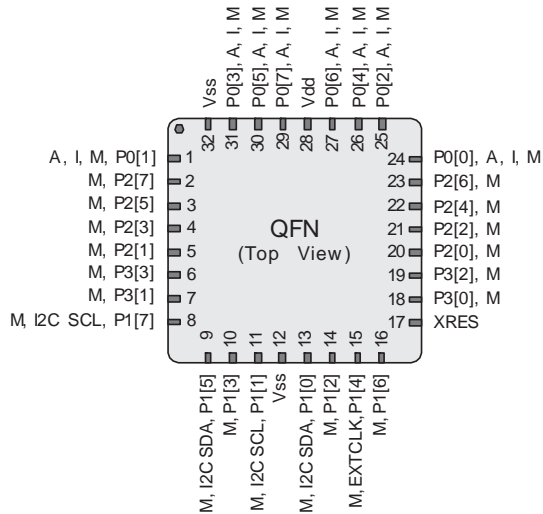 Vss
P0[3], A, I, M
P0[5], A, I, M
P0[7], A, I, M
Vdd
P0[6], A, I, M
P0[4], A, I, M
P0[2], A, I, M
32
31
30
29
28
27
26
25
A, I, M, P0[1]
M, P2[7]
M, P2[5]
M, P2[3]
M, P2[1]
M, P3[3]
M, P3[1]
M, I2C SCL, P1[7]
1
2
3
4
5
6
7
8
QFN
(Top View)
24
23
22
21
20
19
18
17
P0[0], A, I, M
P2[6], M
P2[4], M
P2[2], M
P2[0], M
P3[2], M
P3[0], M
XRES
9
10
11
12
13
14
15
16
M, I2C SDA, P1[5]
M, P1[3]
M, I2C SCL, P1[1]
Vss
M, I2C SDA, P1[0]
M, P1[2]
M, EXTCLK, P1[4]
M, P1[6]